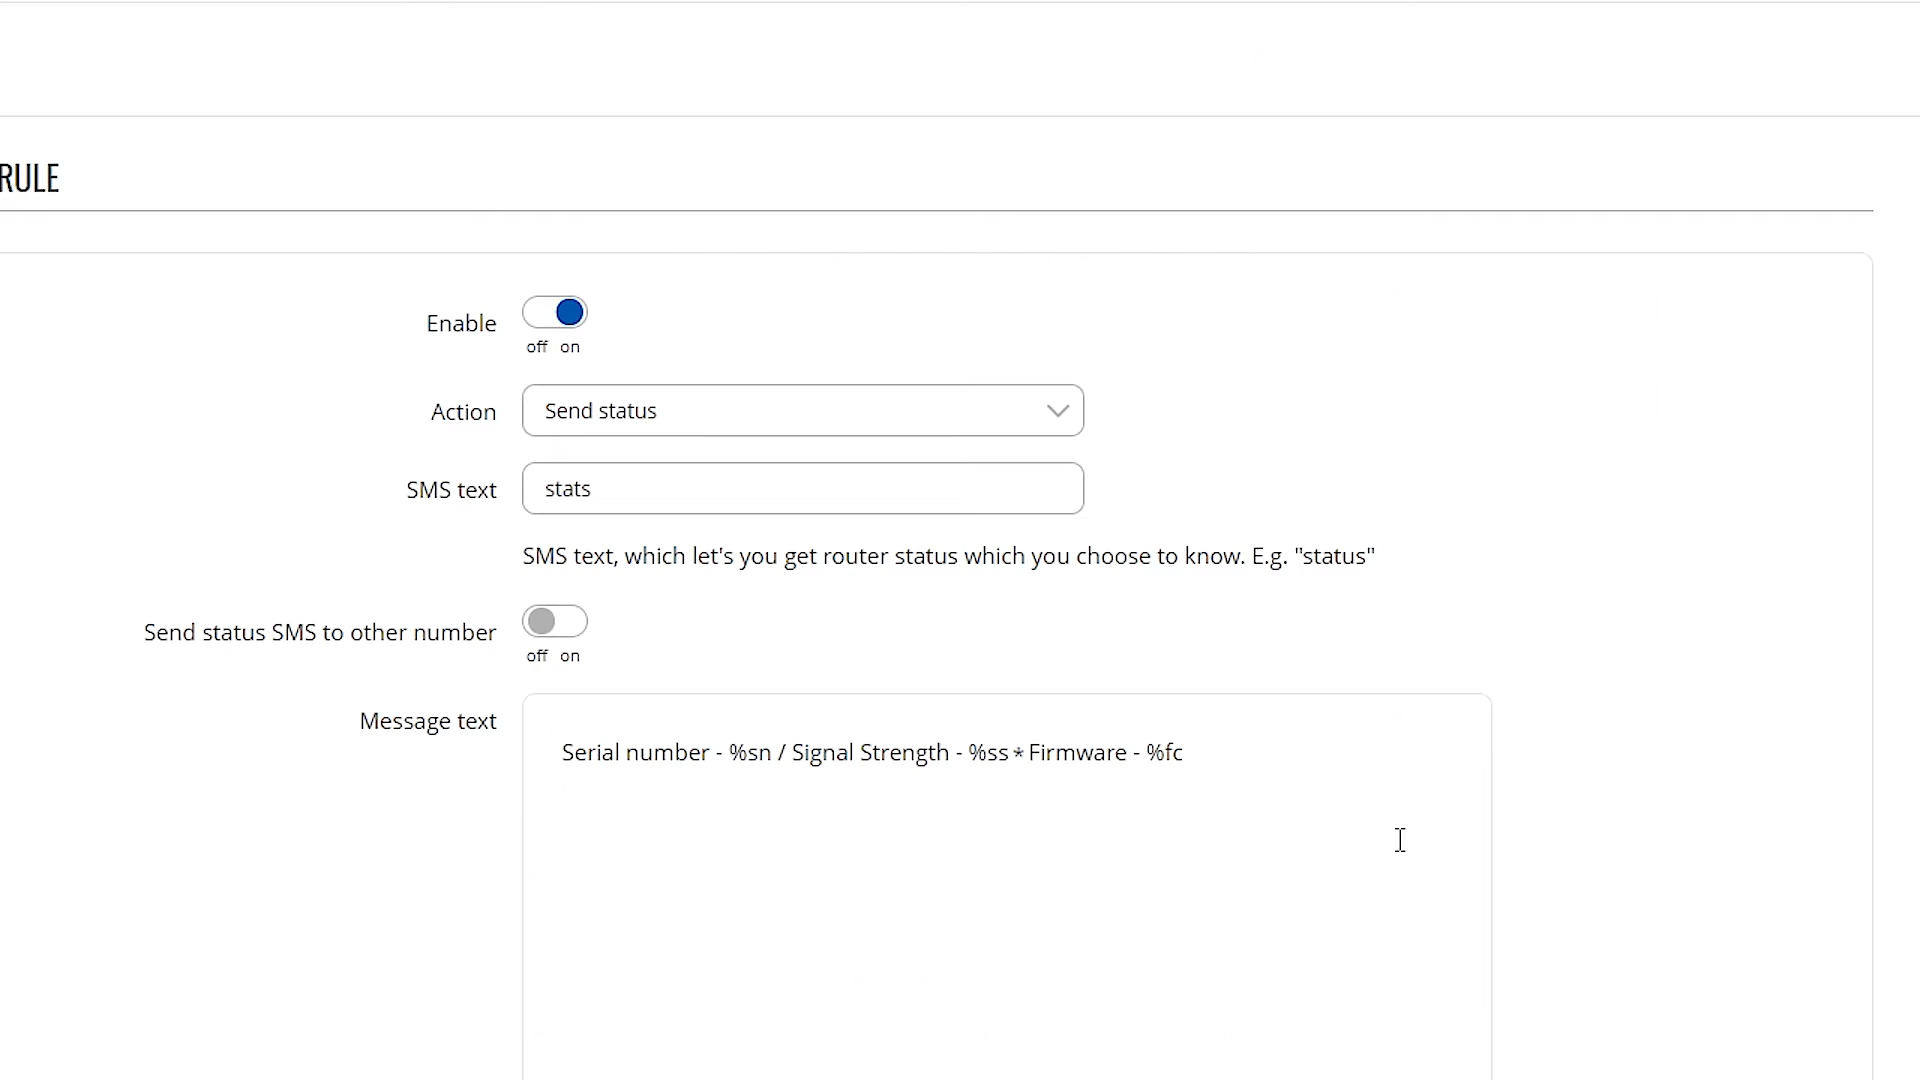 RULE
Enable
off on
Action Send status
SMS text stats
SMS text, which let's you get router status which you choose to know. E.g. "status"
Send status SMS to other number
off on
Message text
Serial number - %sn / Signal Strength - %ss * Firmware - %fc